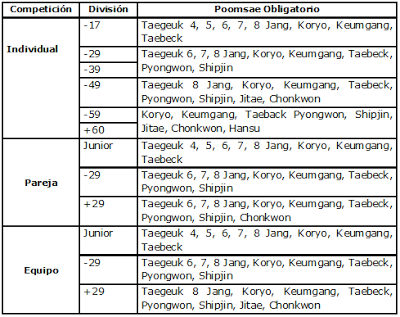 Competición División Poomsae Obligatorio
Individual
-17 Taegeuk 4, 5, 6, 7, 8 Jang, Koryo, Keumgang,
Taebeck
-29 Taegeuk 6, 7, 8 Jang, Koryo, Keumgang, Taebeck,
-39 Pyongwon, Shipjin
-49 Taegeuk 8 Jang, Koryo, Keumgang, Taebeck,
Pyongwon, Shipjin, Jitae, Chonkwon
-59 Koryo, Keumgang, Taeback Pyongwon, Shipjin,
+60 Jitae, Chonkwon, Hansu
Pareja
Junior Taegeuk 4, 5, 6, 7, 8 Jang, Koryo, Keumgang,
Taebeck
-29 Taegeuk 6, 7, 8 Jang, Koryo, Keumgang, Taebeck,
Pyongwon, Shipjin
+29 Taegeuk 6, 7, 8 Jang, Koryo, Keumgang, Taebeck,
Pyongwon, Shipjin, Chonkwon
Equipo
Junior Taegeuk 4, 5, 6, 7, 8 Jang, Koryo, Keumgang,
Taebeck
-29 Taegeuk 6, 7, 8 Jang, Koryo, Keumgang, Taebeck,
Pyongwon, Shipjin
+29 Taegeuk 8 Jang, Koryo, Keumgang, Taebeck,
Pyongwon, Shipjin, Jitae, Chonkwon